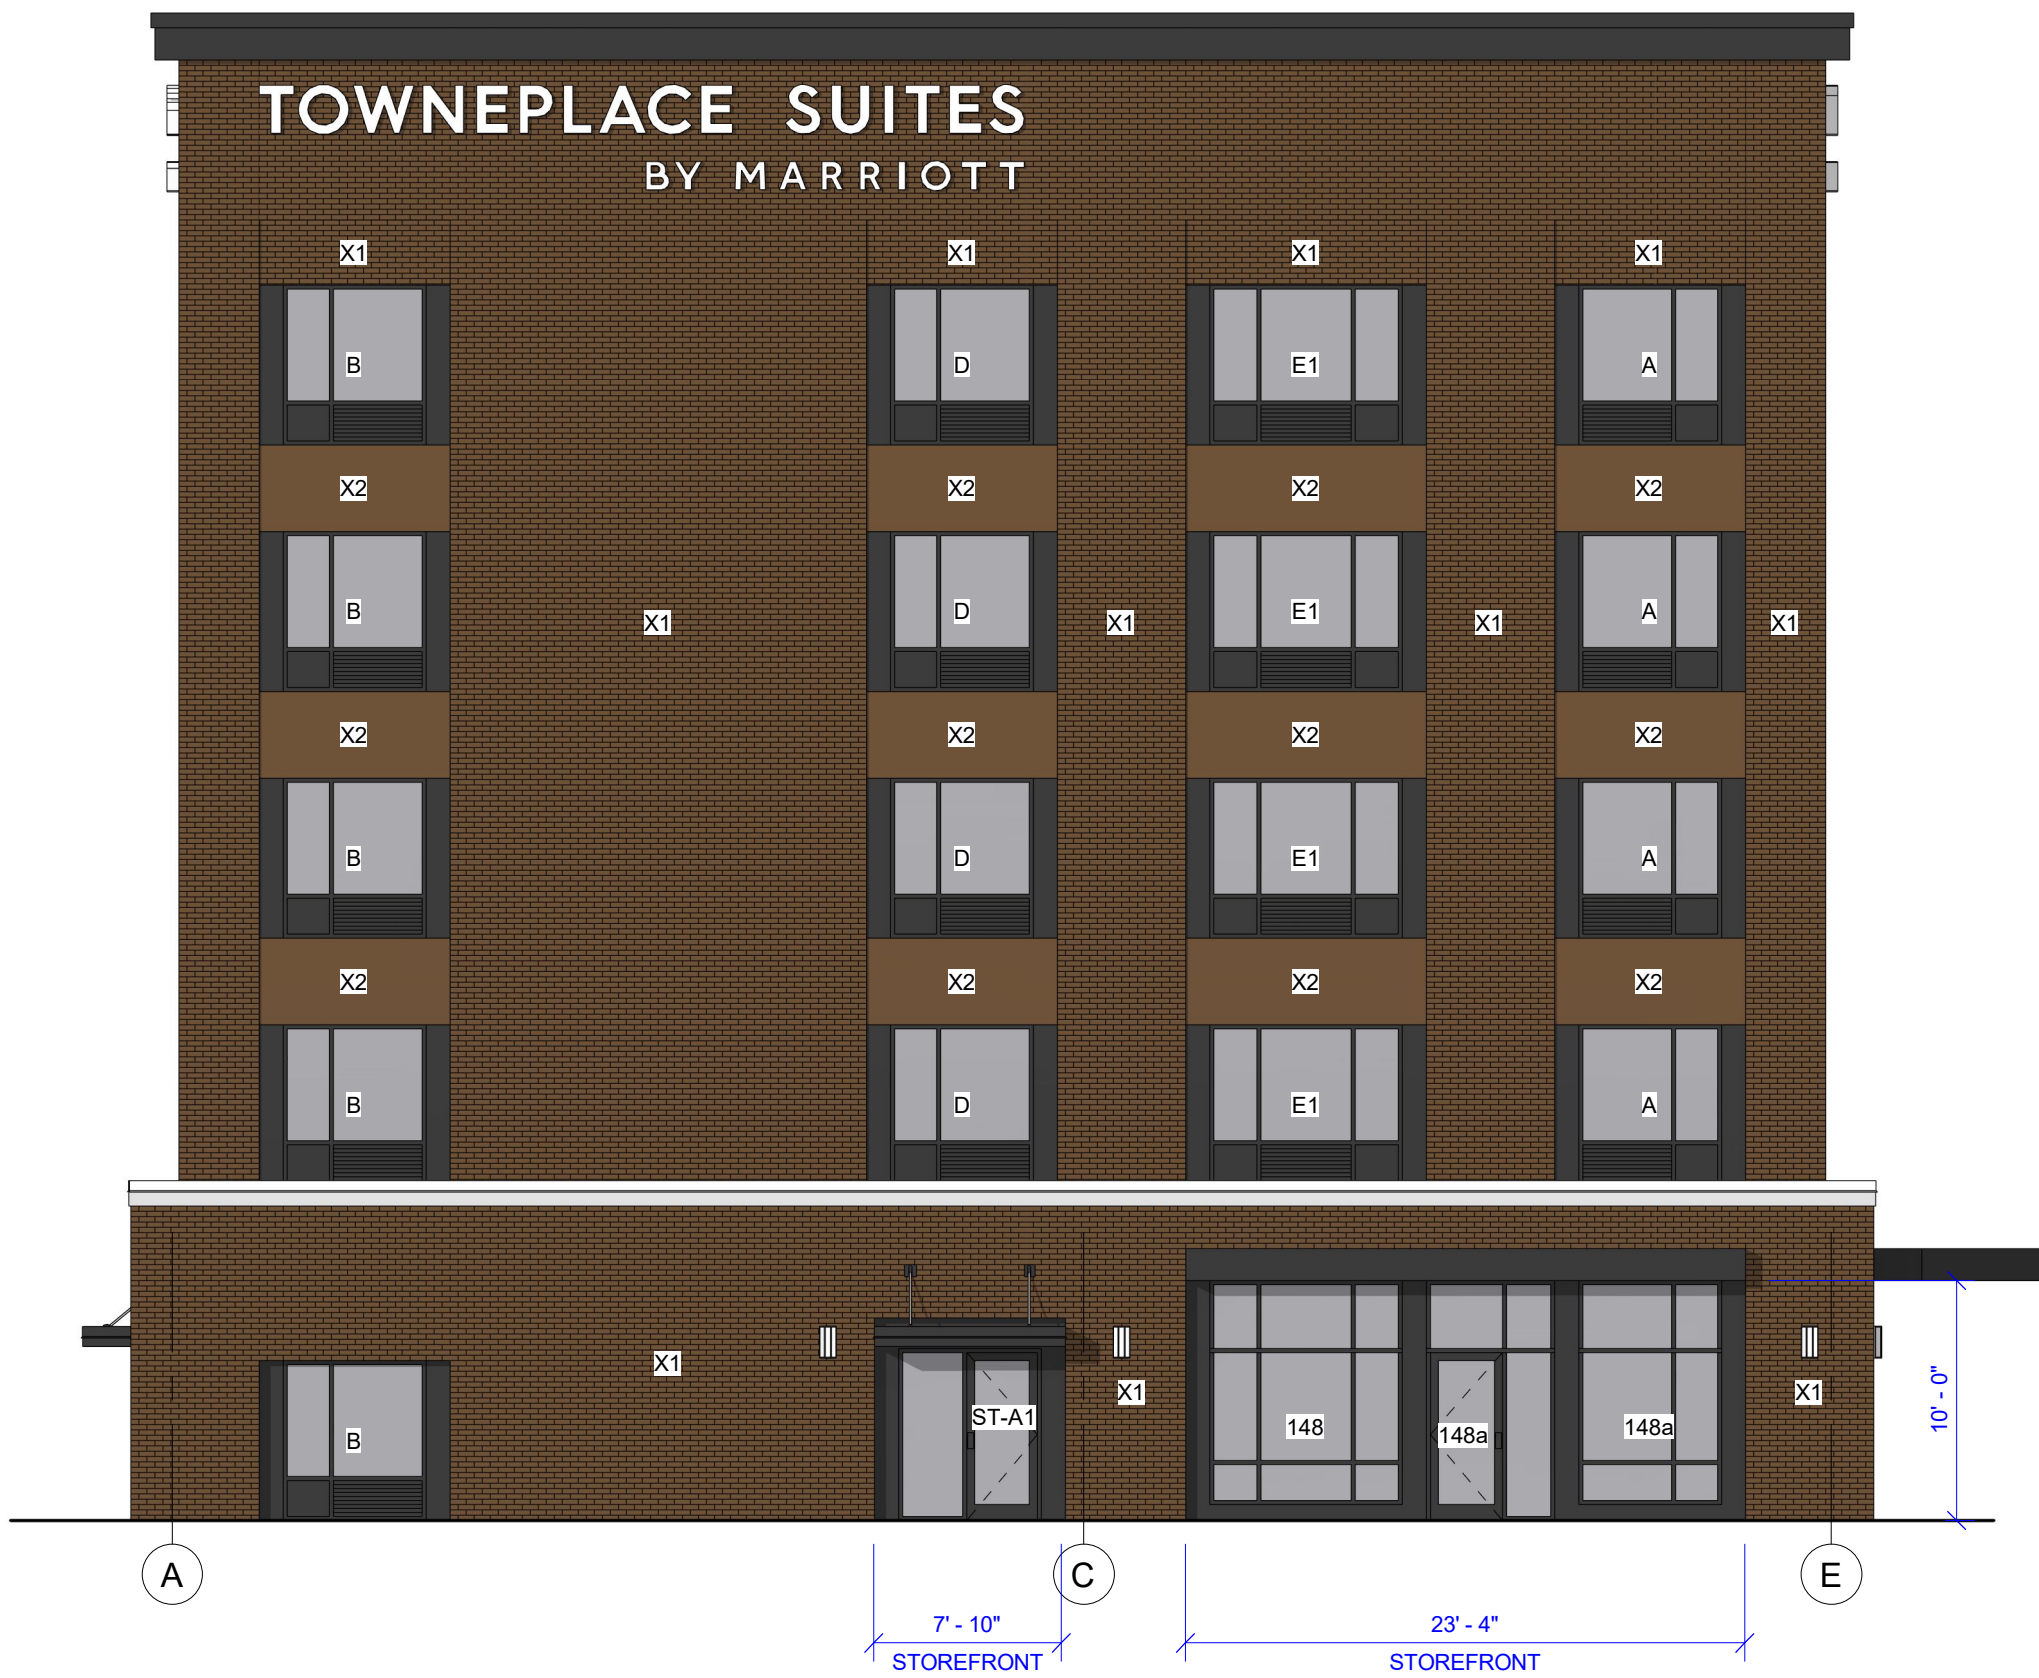 TOWNEPLACE SUITES
BY MARRIOTT
X1 X1 X1 X1
B D E1 A
X2 X2 X2 X2
B D E1 A
X1 X1 X1 X1
X2 X2 X2 X2
B D E1 A
X2 X2 X2 X2
B D E1 A
X1
X1 X1
10' - 0"
ST-A1
148 148a 148a
B
A C E
7' - 10" 23' - 4"
STOREFRONT STOREFRONT